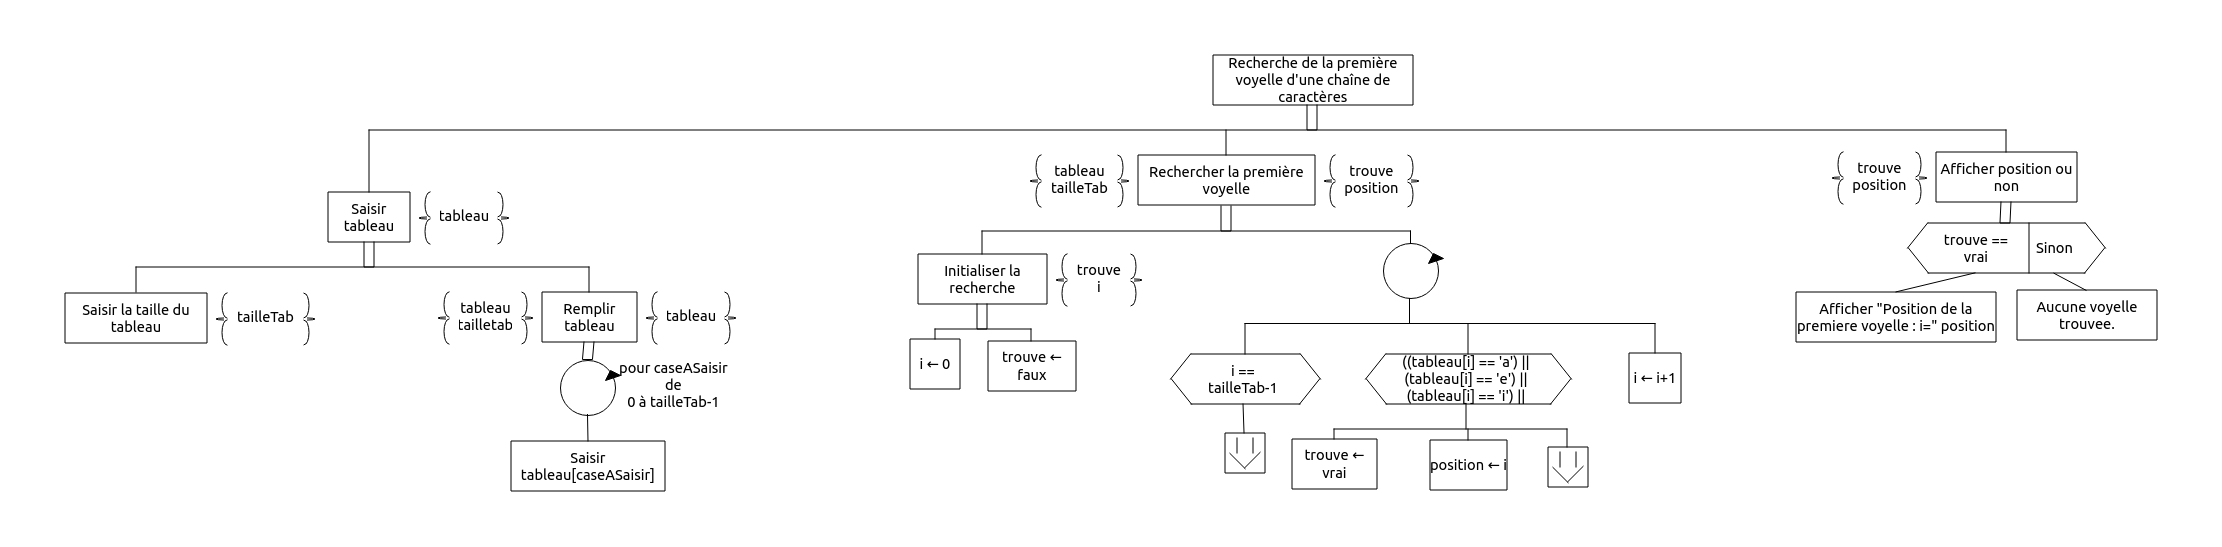 Recherche de la première
voyelle d'une chaîne de
caractères
Saisir
tableau
tableau
Saisir la taille du
tableau
tailleTab
tableau
tailletab
Remplir
tableau
tableau
pour caseASaisir
de
0 à tailleTab-1
Saisir
tableau[caseASaisir]
tableau
tailleTab
Rechercher la première
voyelle
trouve
position
Initialiser la
recherche
trouve
i
i ← 0
trouve ←
faux
i ==
tailleTab-1
((tableau[i] == 'a') ||
(tableau[i] == 'e') ||
(tableau[i] == 'i') ||
i ← i+1
trouve ←
vrai
position ← i
trouve
position
Afficher position ou
non
trouve ==
vrai
Sinon
Afficher "Position de la
premiere voyelle : i=" position
Aucune voyelle
trouvee.